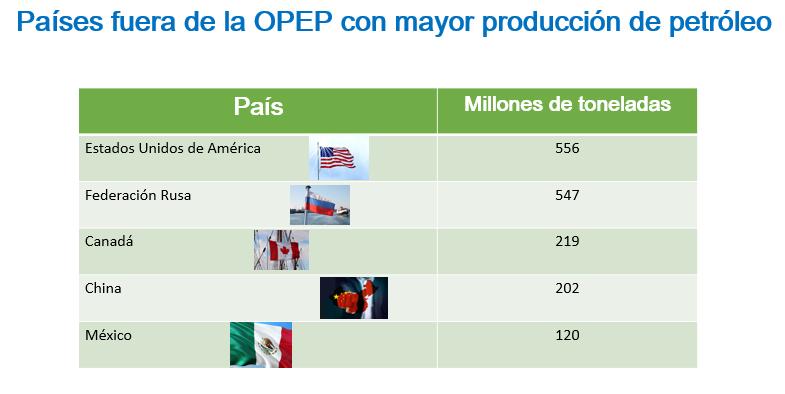 Países fuera de la OPEP con mayor producción de petróleo
País Millones de toneladas
Estados Unidos de América 556
Federación Rusa 547
Canadá 219
China 202
México 120